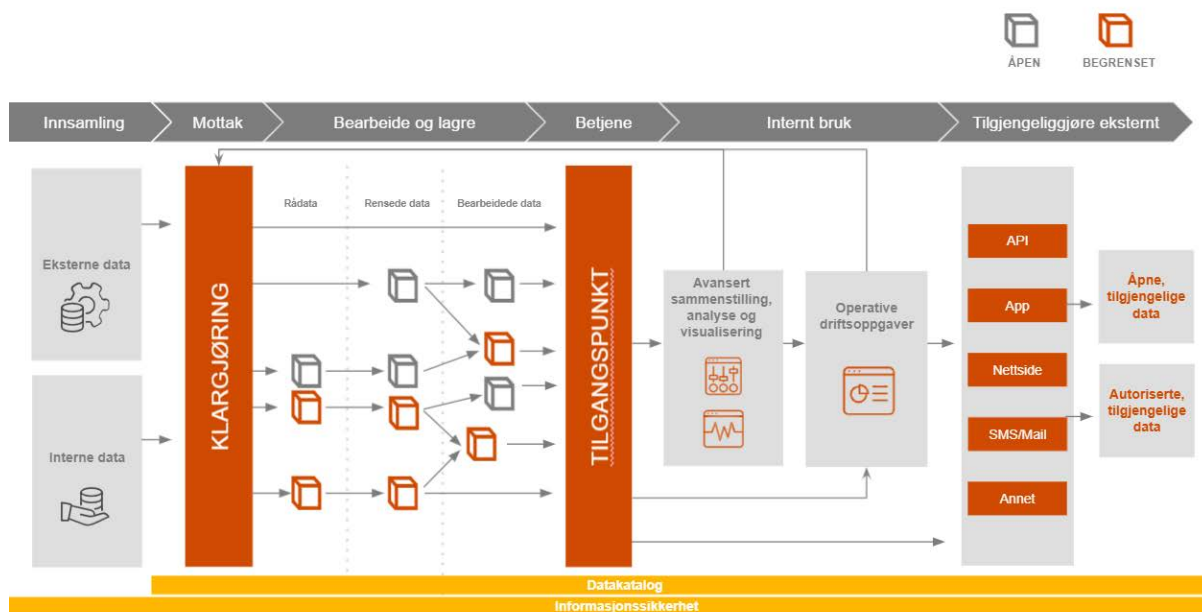 ÅPEN
BEGRENSET
Innsamling
Mottak
Bearbeide og lagre
Betjene
Internt bruk
Tilgjengeliggjøre eksternt
Eksterne data
Interne data
KLARGJØRING
Rådata
Rensede data
Bearbeidede data
TILGANGSPUNKT
Avansert
sammenstilling,
analyse og
visualisering
Operative
driftsoppgaver
API
App
Nettside
SMS/Mail
Annet
Åpne,
tilgjengelige
data
Autoriserte,
tilgjengelige
data
Datakatalog
Informasjonssikkerhet